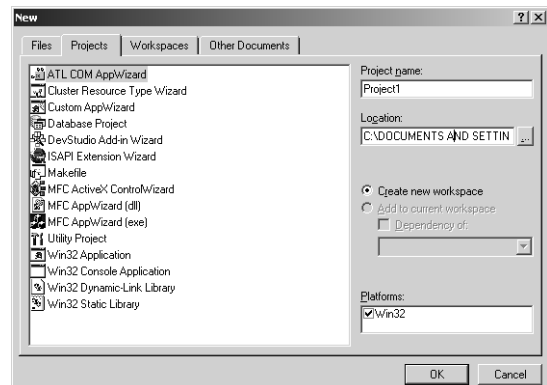 New
Files
Projects
Workspaces
Other Documents
ATL COM AppWizard
Cluster Resource Type Wizard
Custom AppWizard
Database Project
DevStudio Add-in Wizard
ISAPI Extension Wizard
Makefile
MFC ActiveX ControlWizard
MFC AppWizard (dll)
MFC AppWizard (exe)
Utility Project
Win32 Application
Win32 Console Application
Win32 Dynamic-Link Library
Win32 Static Library
Project name:
Project1
Location:
C:\DOCUMENTS AND SETTIN
...
Create new workspace
Add to current workspace
Dependency of:
Platforms:
Win32
OK
Cancel